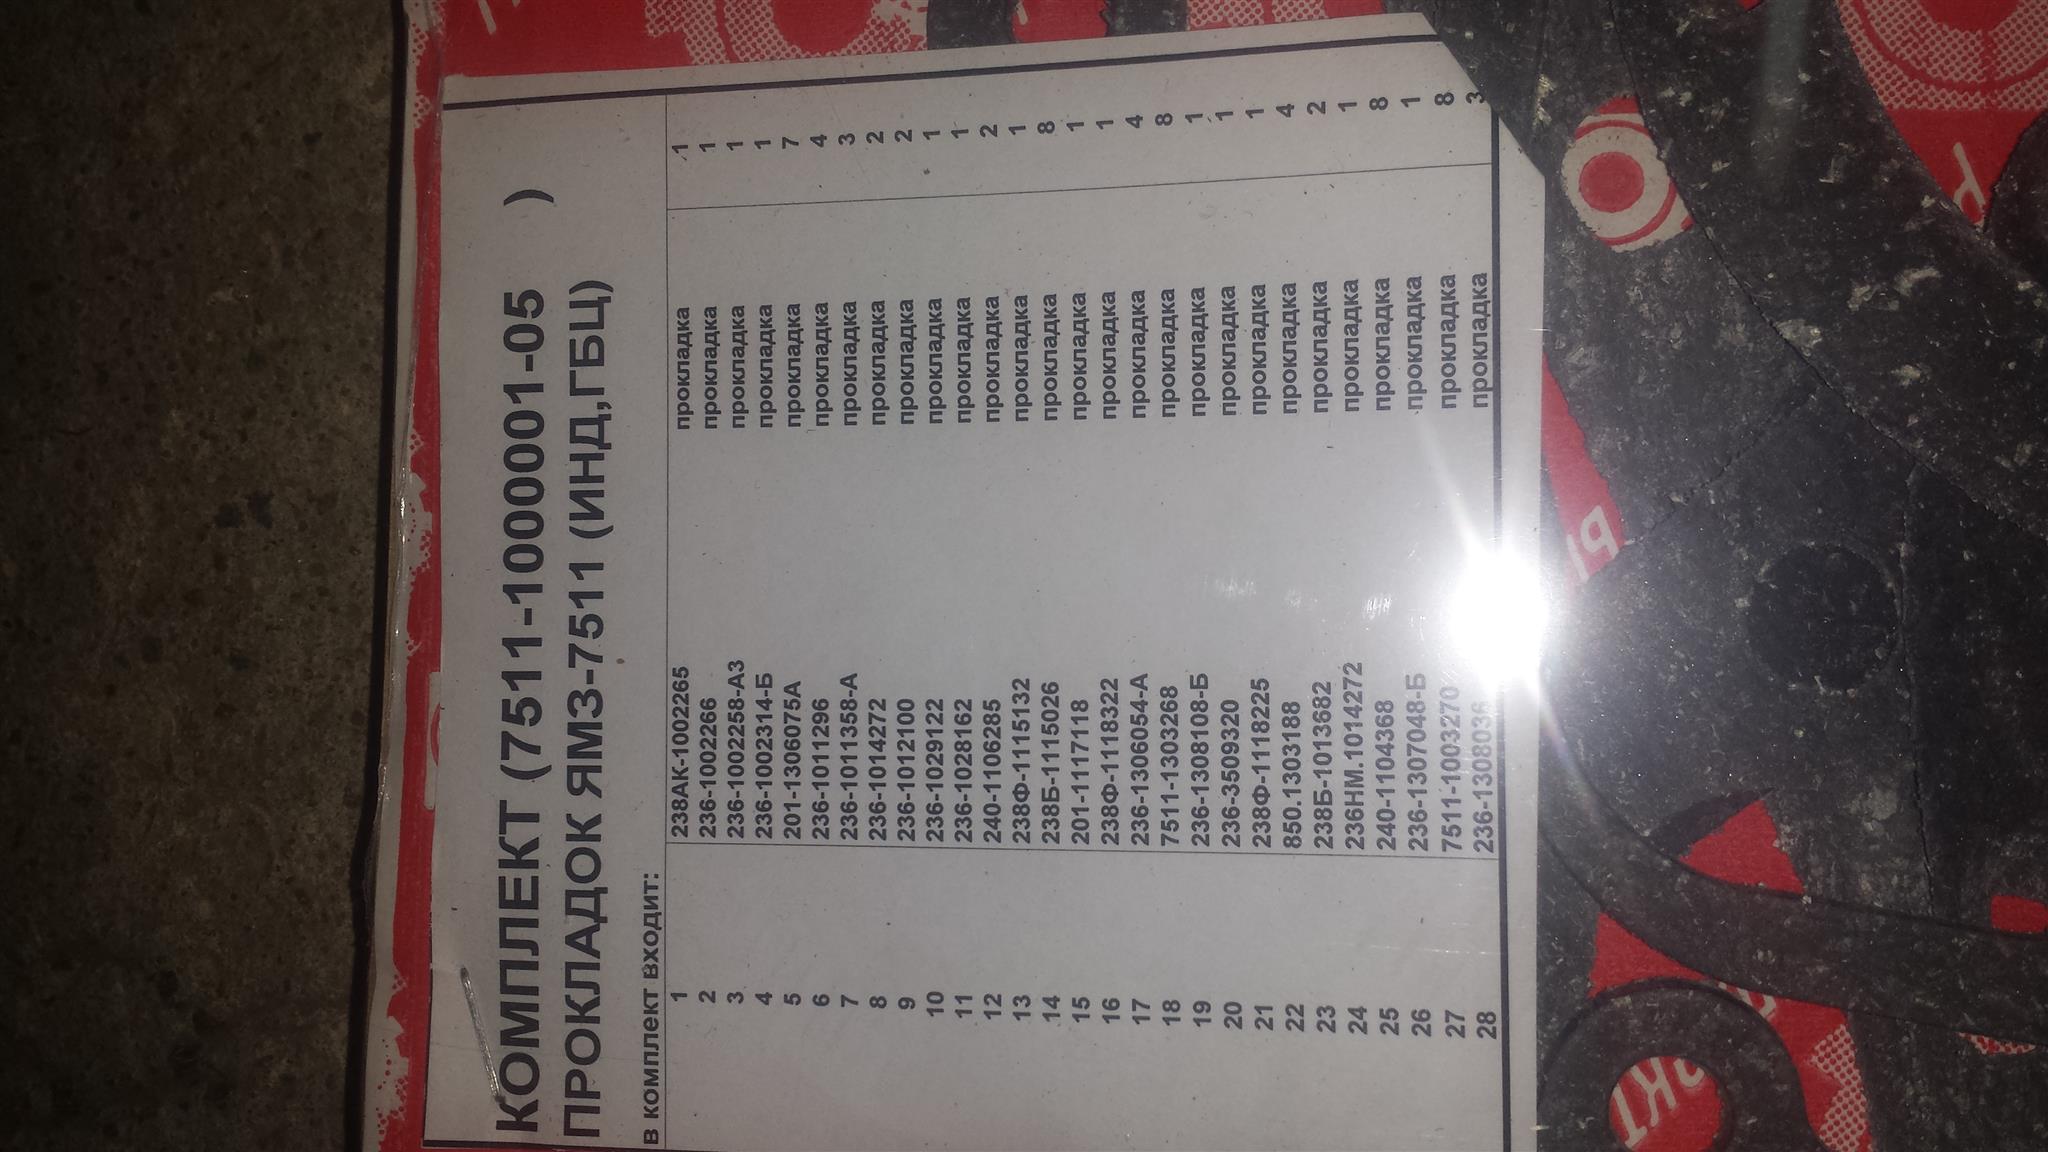 КОМПЛЕКТ (7511-1000001-05 )
ПРОКЛАДОК ЯМЗ-7511 (ИНД,ГБЦ)
в комплект входит:
1 238АК-1002265 прокладка 1
2 236-1002266 прокладка 1
3 236-1002258-А3 прокладка 1
4 236-1002314-Б прокладка 1
5 201-1306075А прокладка 7
6 236-1011296 прокладка 4
7 236-1011358-А прокладка 3
8 236-1014272 прокладка 2
9 236-1012100 прокладка 2
10 236-1029122 прокладка 1
11 236-1028162 прокладка 1
12 240-1106285 прокладка 2
13 238Ф-1115132 прокладка 1
14 238Б-1115026 прокладка 8
15 201-1117118 прокладка 1
16 238Ф-1118322 прокладка 1
17 236-1306054-А прокладка 4
18 7511-1303268 прокладка 8
19 236-1308108-Б прокладка 1
20 236-3509320 прокладка 1
21 238Ф-1118225 прокладка 1
22 850.1303188 прокладка 4
23 238Б-1013682 прокладка 2
24 236НМ.1014272 прокладка 1
25 240-1104368 прокладка 8
26 236-1307048-Б прокладка 1
27 7511-1003270 прокладка 8
28 236-1308036 прокладка 3